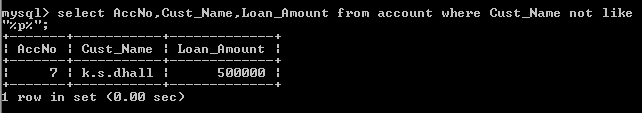 mysql> select AccNo,Cust_Name,Loan_Amount from account where Cust_Name not like
"%p%";
+-------+-----------+-------------+
| AccNo | Cust_Name | Loan_Amount |
+-------+-----------+-------------+
|     7 | k.s.dhall |      500000 |
+-------+-----------+-------------+
1 row in set (0.00 sec)